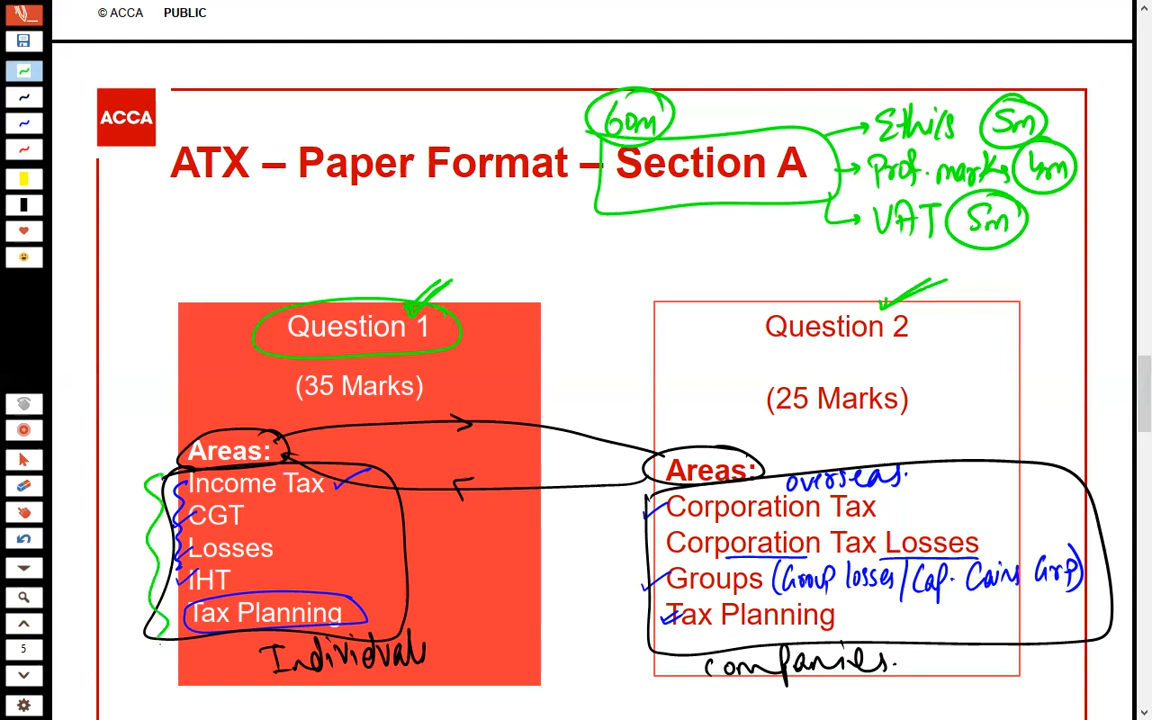 © ACCA PUBLIC
ACCA
60m
ATX – Paper Format – Section A
Ethics 5m
Prof. marks 4m
VAT 5m
Question 1
(35 Marks)
Areas:
Income Tax
CGT
Losses
IHT
Tax Planning
Individuals
Question 2
(25 Marks)
Areas:
overseas.
Corporation Tax
Corporation Tax Losses
Groups (Group losses/Cap. Gains Grp)
Tax Planning
companies.
5